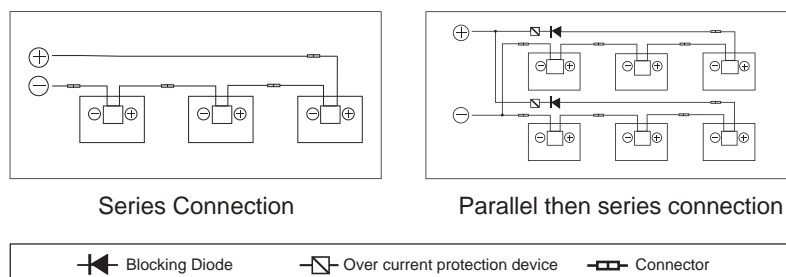 Series Connection
Parallel then series connection
Blocking Diode
Over current protection device
Connector